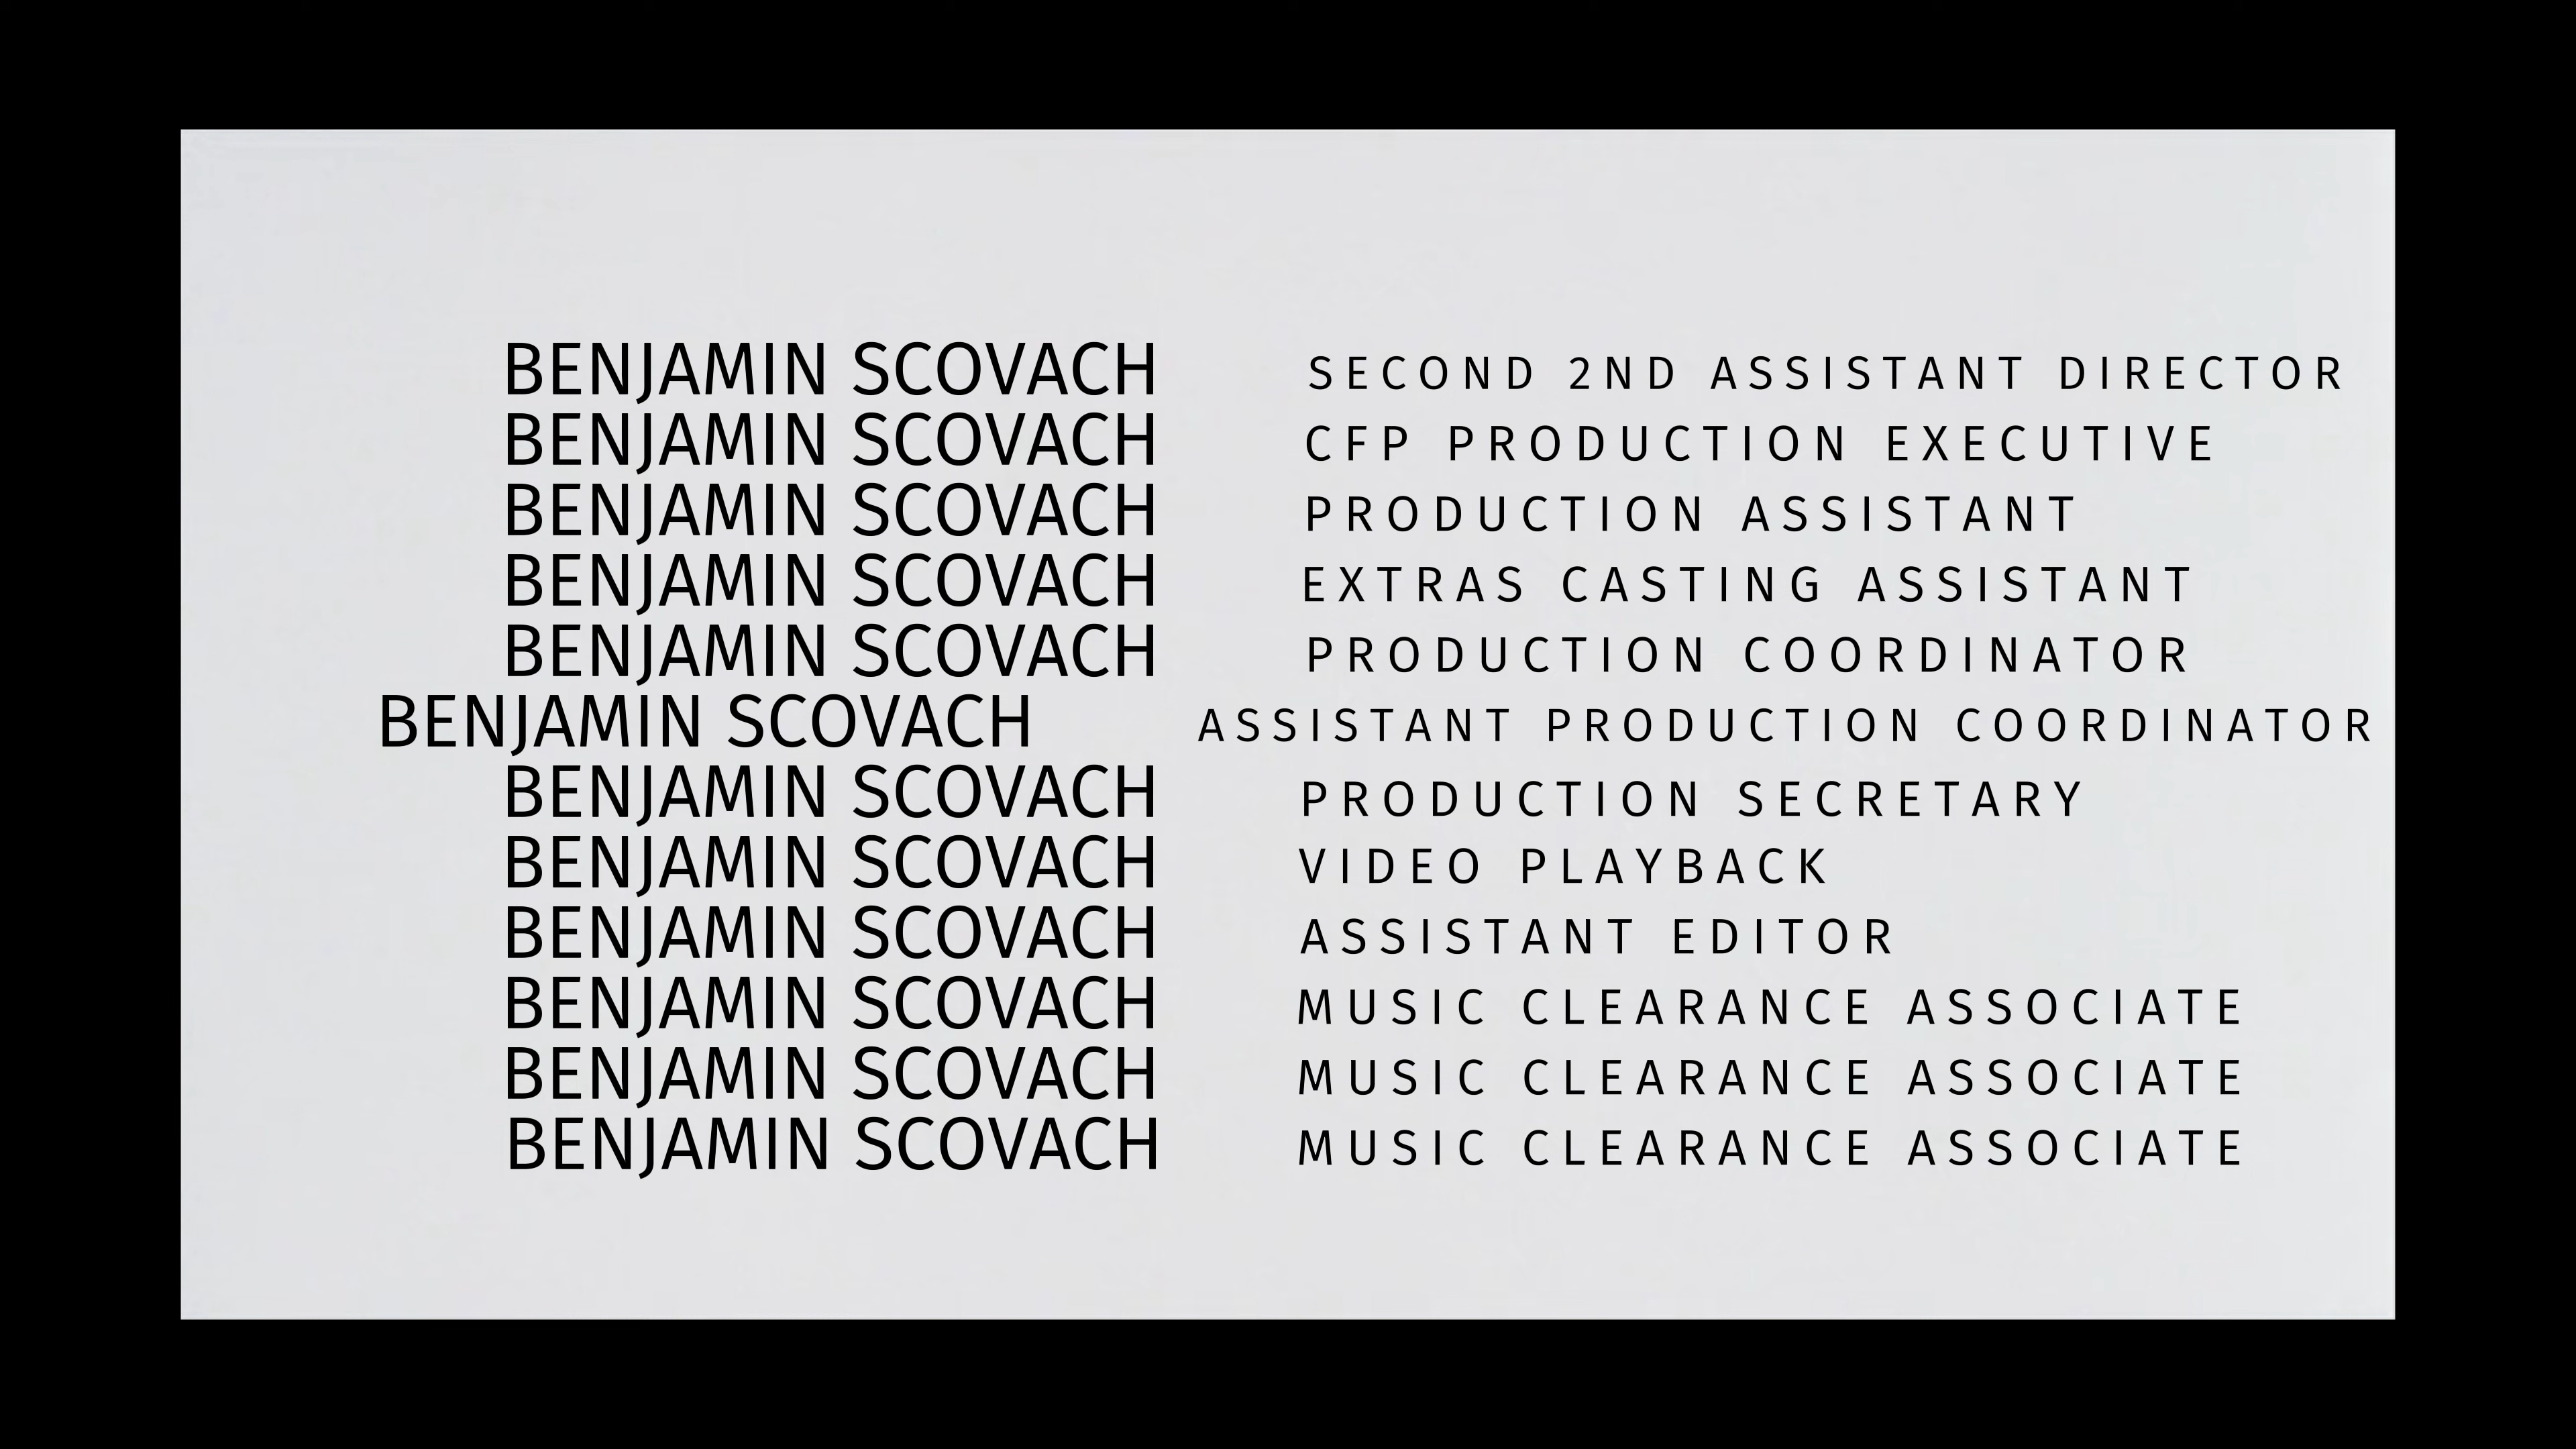 BENJAMIN SCOVACH SECOND 2ND ASSISTANT DIRECTOR
BENJAMIN SCOVACH CFP PRODUCTION EXECUTIVE
BENJAMIN SCOVACH PRODUCTION ASSISTANT
BENJAMIN SCOVACH EXTRAS CASTING ASSISTANT
BENJAMIN SCOVACH PRODUCTION COORDINATOR
BENJAMIN SCOVACH ASSISTANT PRODUCTION COORDINATOR
BENJAMIN SCOVACH PRODUCTION SECRETARY
BENJAMIN SCOVACH VIDEO PLAYBACK
BENJAMIN SCOVACH ASSISTANT EDITOR
BENJAMIN SCOVACH MUSIC CLEARANCE ASSOCIATE
BENJAMIN SCOVACH MUSIC CLEARANCE ASSOCIATE
BENJAMIN SCOVACH MUSIC CLEARANCE ASSOCIATE